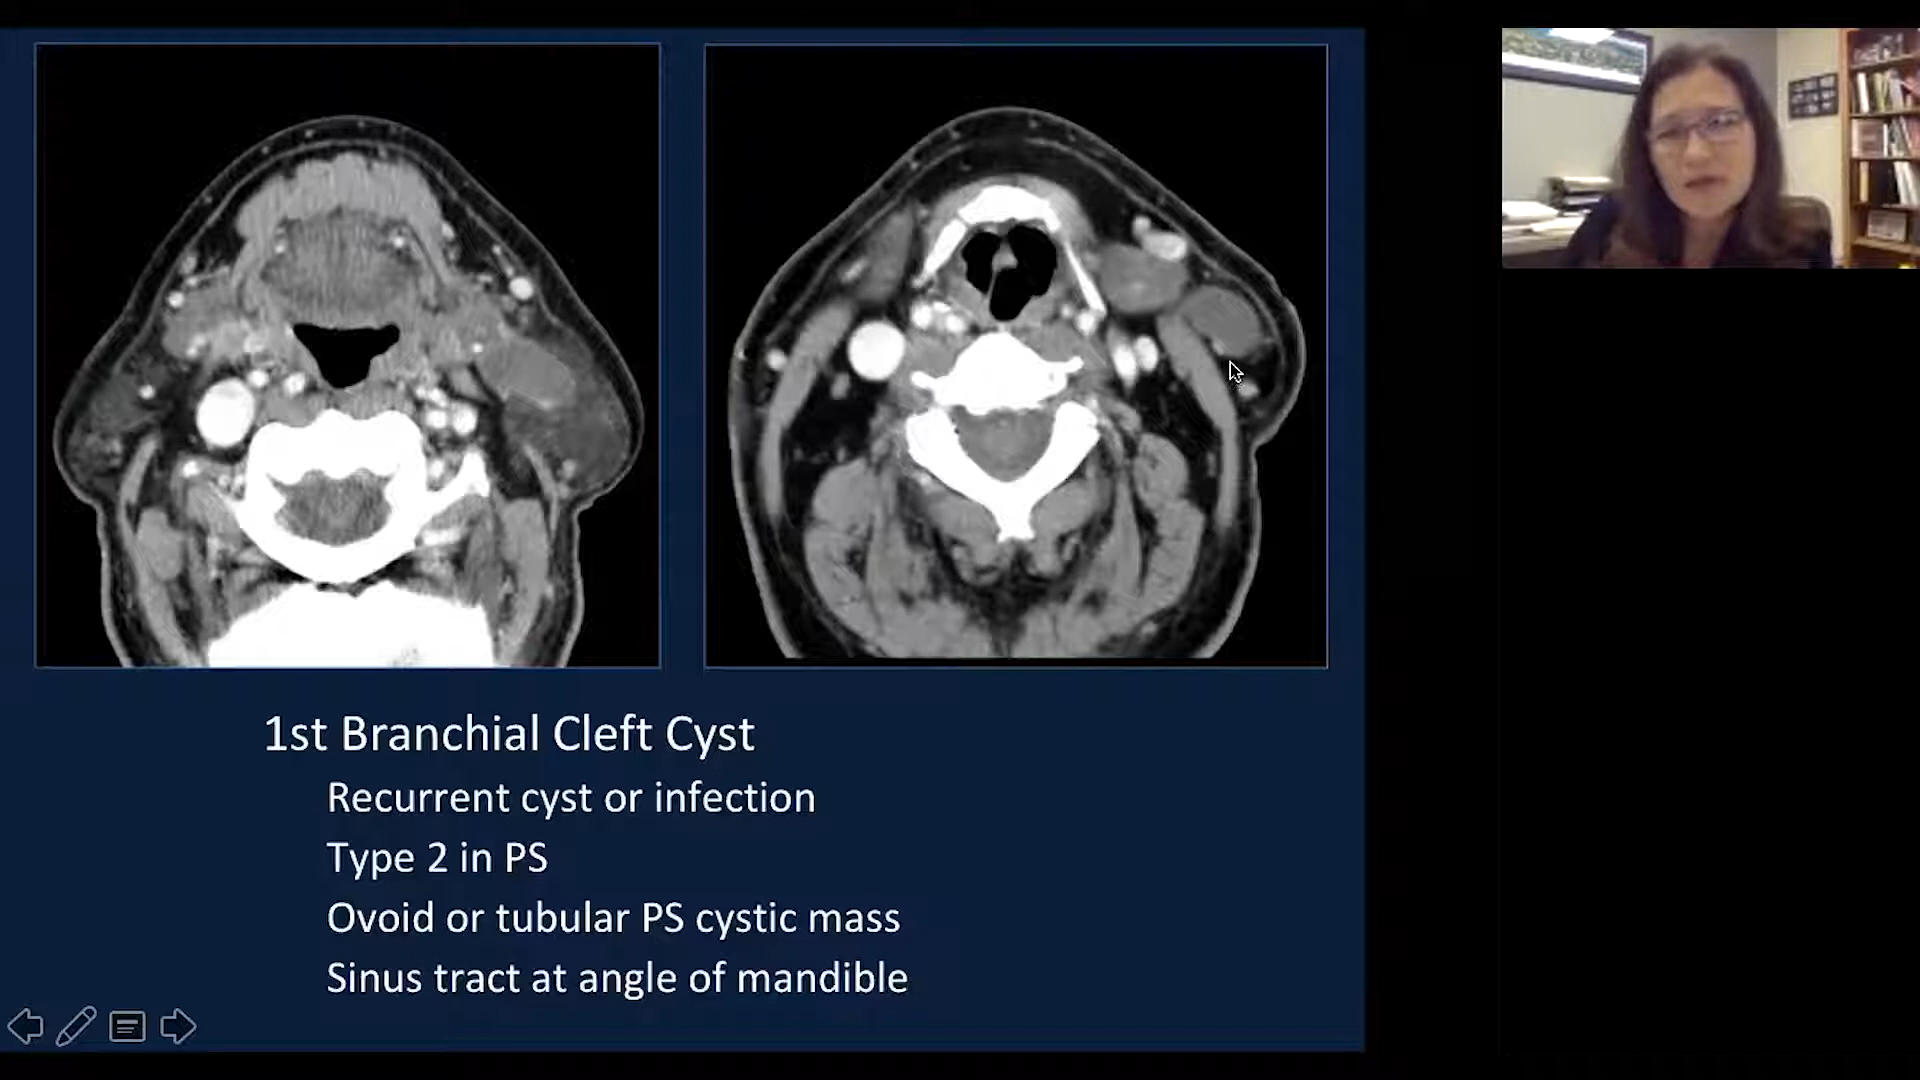 1st Branchial Cleft Cyst
Recurrent cyst or infection
Type 2 in PS
Ovoid or tubular PS cystic mass
Sinus tract at angle of mandible